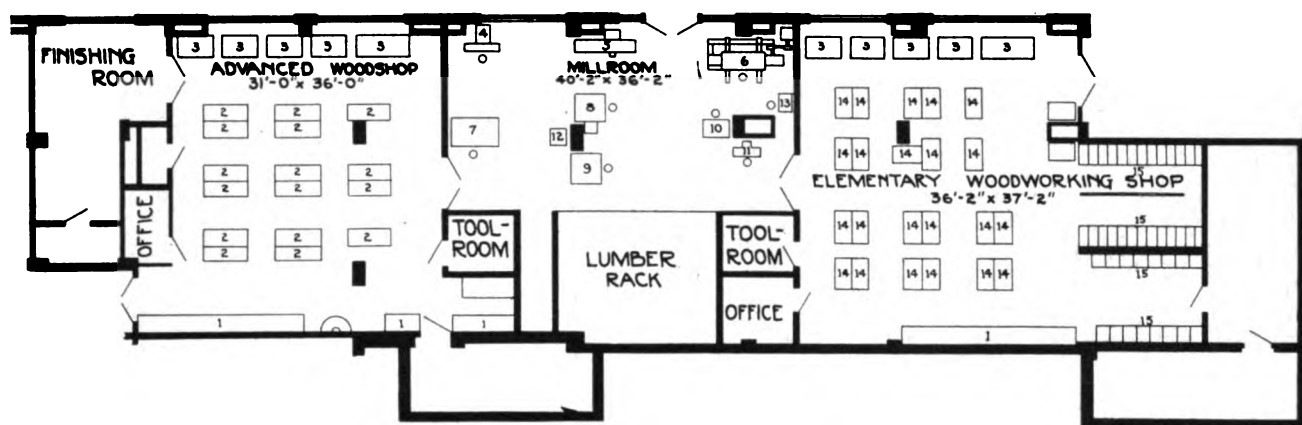 FINISHING
ROOM
3 3 3 3 3
ADVANCED WOODSHOP
31'-0" x 36'-0"
2 2 2
2 2
2 2 2
2 2 2
2 2 2
2 2
OFFICE
1 1 1
TOOL-
ROOM
4
6
MILLROOM
40'-2" x 36'-2"
7
8
12
9
10
11
13
LUMBER
RACK
TOOL-
ROOM
OFFICE
3 3 3 3 3
14 14 14 14 14
14 14 14 14 14
ELEMENTARY WOODWORKING SHOP
36'-2" x 37'-2"
14 14 14 14 14 14
14 14 14 14 14 14
15
15
15
15
1